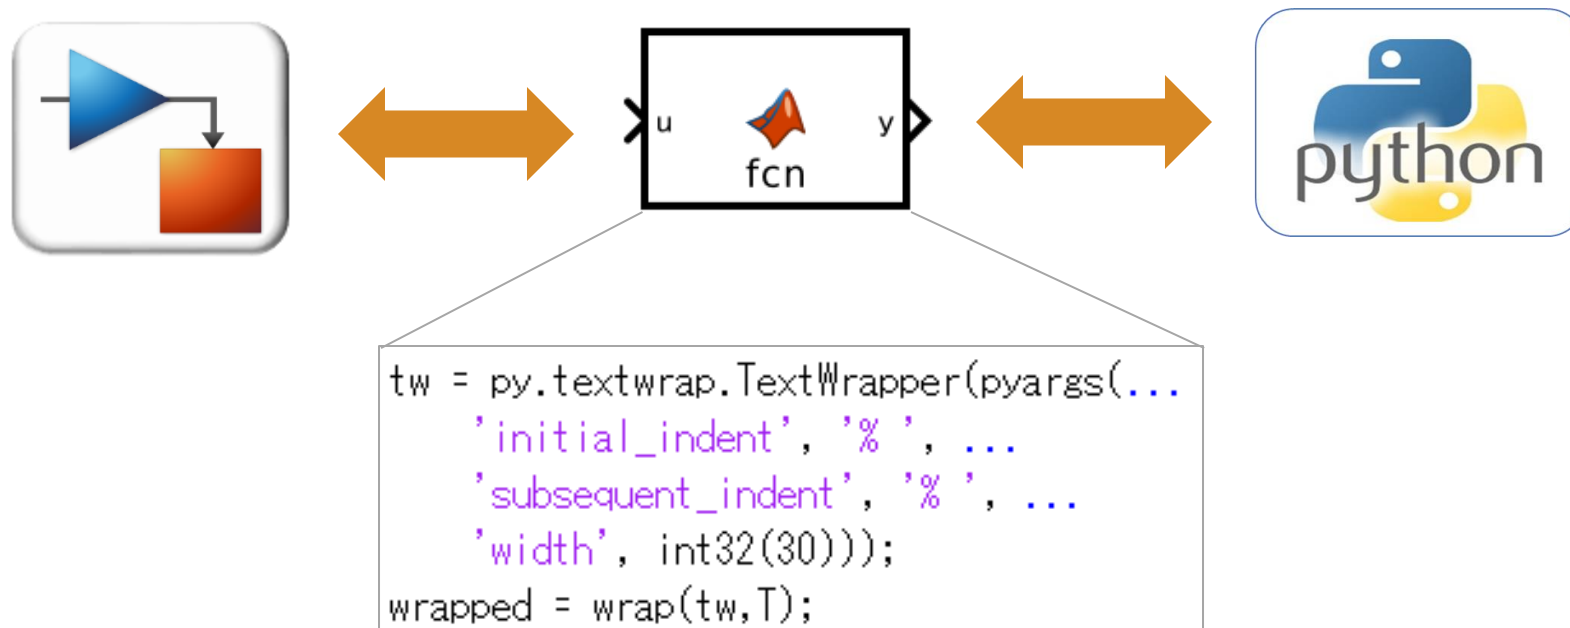 u
y
fcn
python
tw = py.textwrap.TextWrapper(pyargs(...
'initial_indent', '% ', ...
'subsequent_indent', '% ', ...
'width', int32(30)));
wrapped = wrap(tw,T);